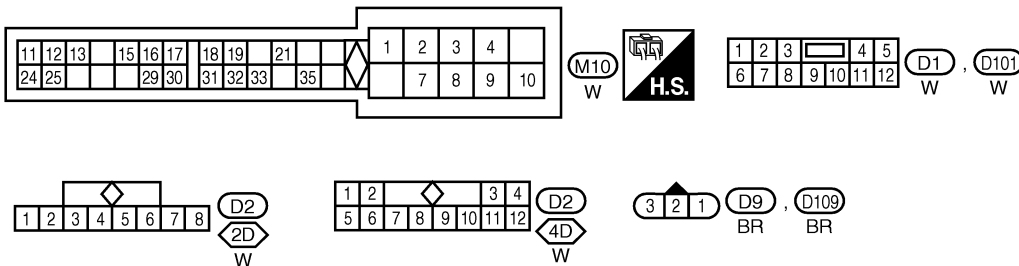 11 12 13 15 16 17 18 19 21
24 25 29 30 31 32 33 35
1 2 3 4
7 8 9 10
M10
W
H.S.
1 2 3 4 5
6 7 8 9 10 11 12
D1 , D101
W W
1 2 3 4 5 6 7 8
D2
2D
W
1 2 3 4
5 6 7 8 9 10 11 12
D2
4D
W
3 2 1
D9 , D109
BR BR